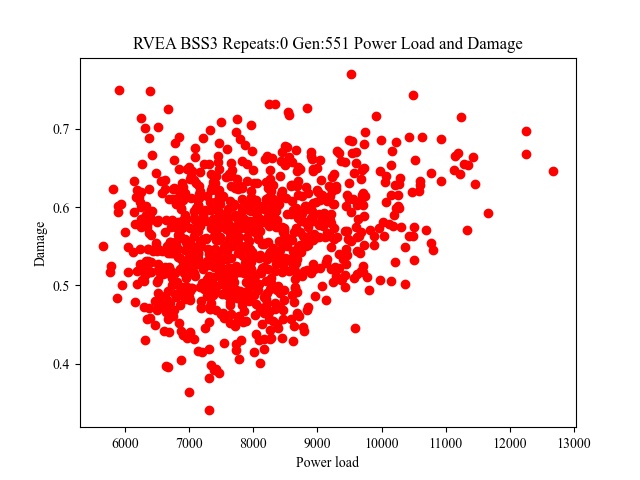 RVEA BSS3 Repeats:0 Gen:551 Power Load and Damage
Damage
0.7
0.6
0.5
0.4
6000 7000 8000 9000 10000 11000 12000 13000
Power load